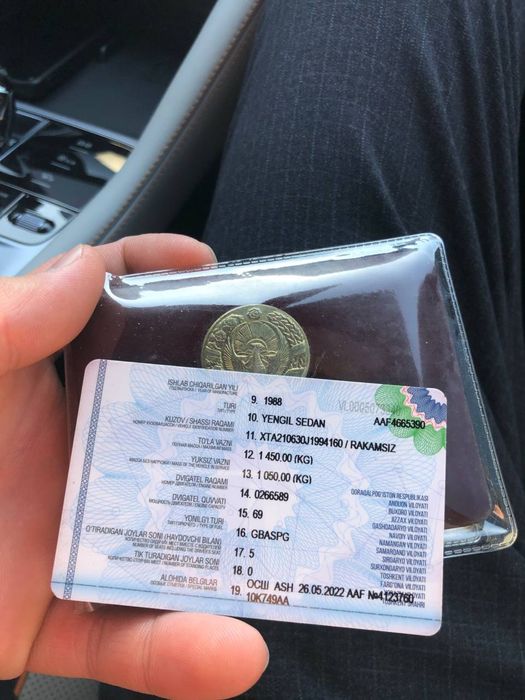 ISHLAB CHIQARILGAN YILI 9. 1988
TURI 10. YENGIL SEDAN AAF4665390
KUZOV / SHASSI RAQAMI 11. XTA210630J1994160 / RAKAMSIZ
TO'LA VAZNI 12. 1 450.00 (KG)
YUKSIZ VAZNI 13. 1 050.00 (KG)
DVIGATEL RAQAMI 14. 0266589
DVIGATEL QUVVATI 15. 69
YONILG'I TURI 16. GBASPG
O'TIRADIGAN JOYLAR SONI (HAYDOVCHI BILAN) 17. 5
TIK TURADIGAN JOYLAR SONI 18. 0
ALOHIDA BELGILAR 19. ОСШ ASH 26.05.2022 AAF №4123760
10K749AA
QORAQALPOG'ISTON RESPUBLIKASI
ANDIJON VILOYATI
BUXORO VILOYATI
JIZZAX VILOYATI
QASHQADARYO VILOYATI
NAVOIY VILOYATI
NAMANGAN VILOYATI
SAMARQAND VILOYATI
SIRDARYO VILOYATI
SURXONDARYO VILOYATI
TOSHKENT VILOYATI
FARG'ONA VILOYATI
TOSHKENT SHAHRI